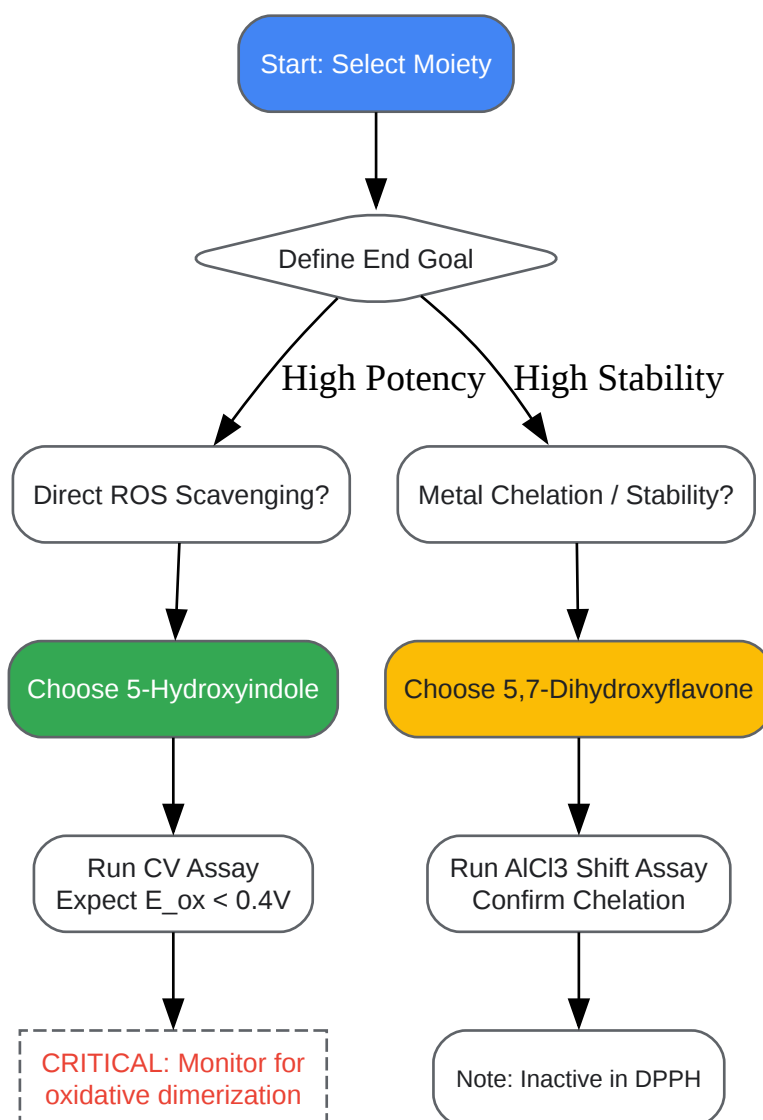 Start: Select Moiety
Define End Goal
High Potency
High Stability
Direct ROS Scavenging?
Metal Chelation / Stability?
Choose 5-Hydroxyindole
Choose 5,7-Dihydroxyflavone
Run CV Assay
Expect E_ox < 0.4V
Run AlCl3 Shift Assay
Confirm Chelation
CRITICAL: Monitor for
oxidative dimerization
Note: Inactive in DPPH